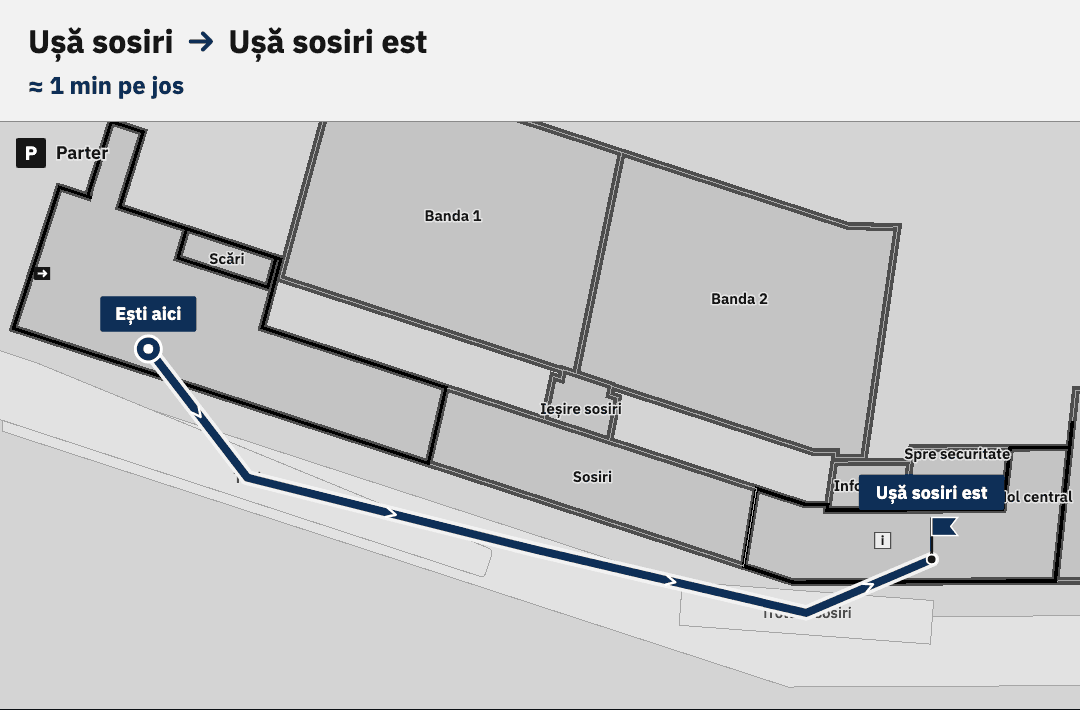 Ușă sosiri → Ușă sosiri est
≈ 1 min pe jos
P Parter
Banda 1
Scări
Banda 2
Ești aici
Ieșire sosiri
Spre securitate
Sosiri
Ușă sosiri est
central
i
sosiri